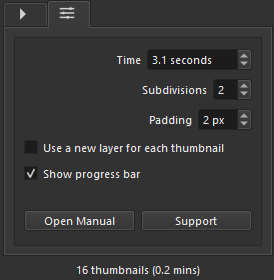 Time 3.1 seconds
Subdivisions 2
Padding 2 px
Use a new layer for each thumbnail
Show progress bar
Open Manual Support
16 thumbnails (0.2 mins)